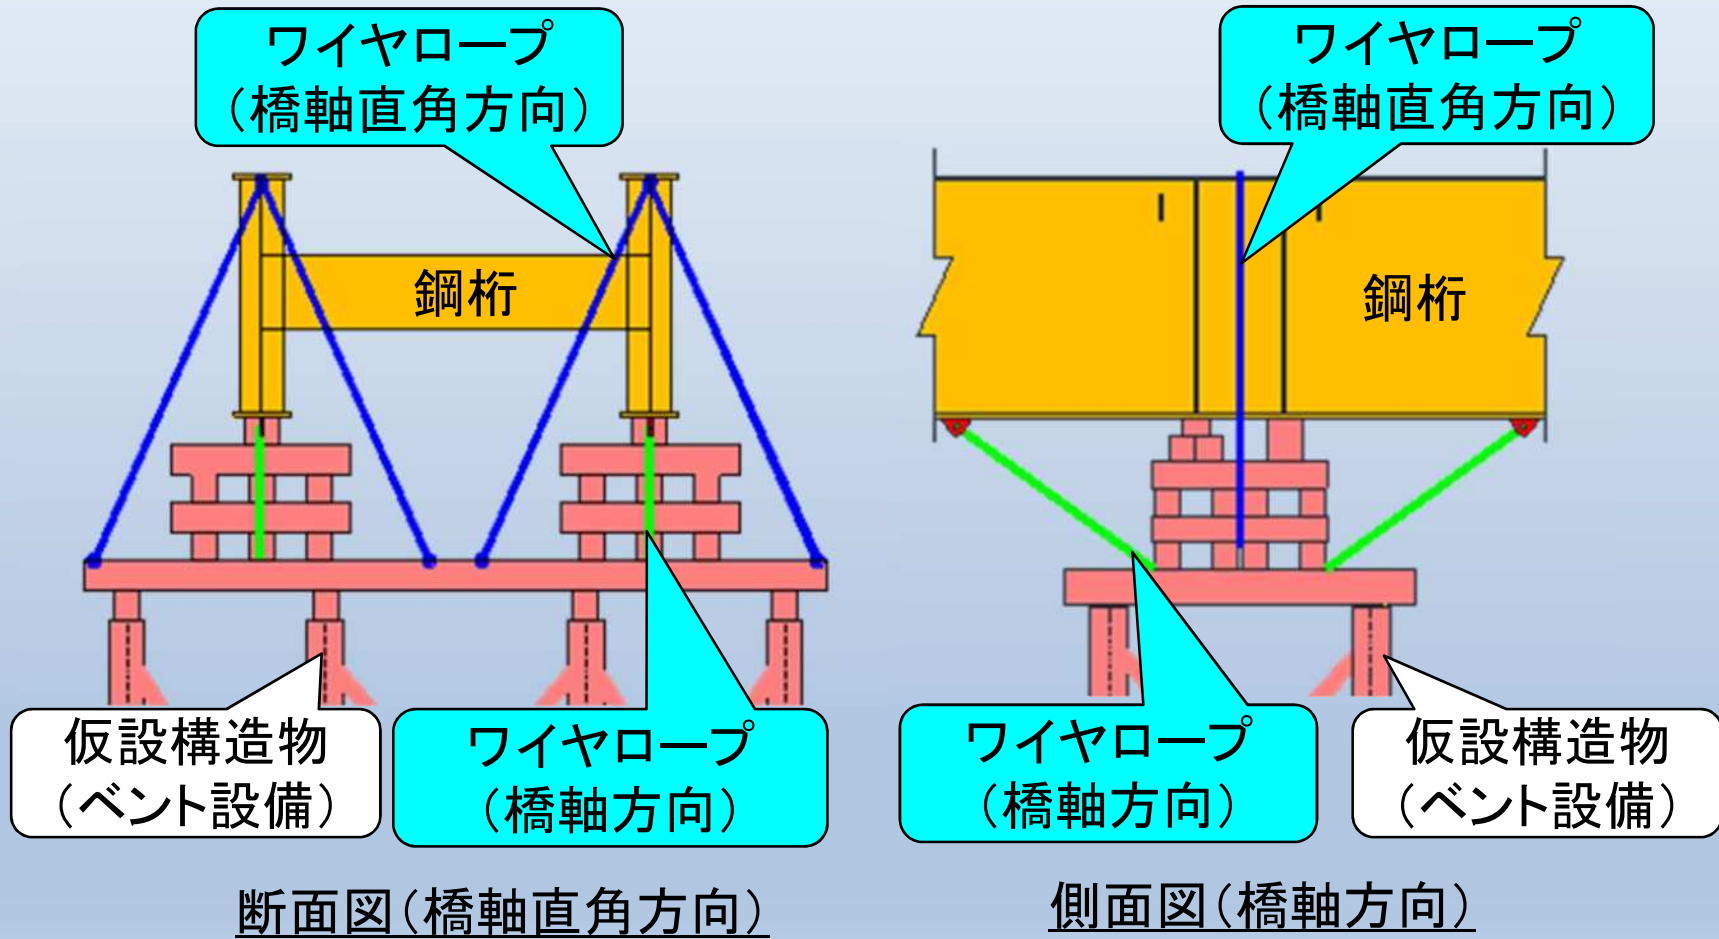 ワイヤロープ
（橋軸直角方向）
ワイヤロープ
（橋軸直角方向）
鋼桁
鋼桁
仮設構造物
（ベント設備）
ワイヤロープ
（橋軸方向）
ワイヤロープ
（橋軸方向）
仮設構造物
（ベント設備）
断面図（橋軸直角方向）
側面図（橋軸方向）